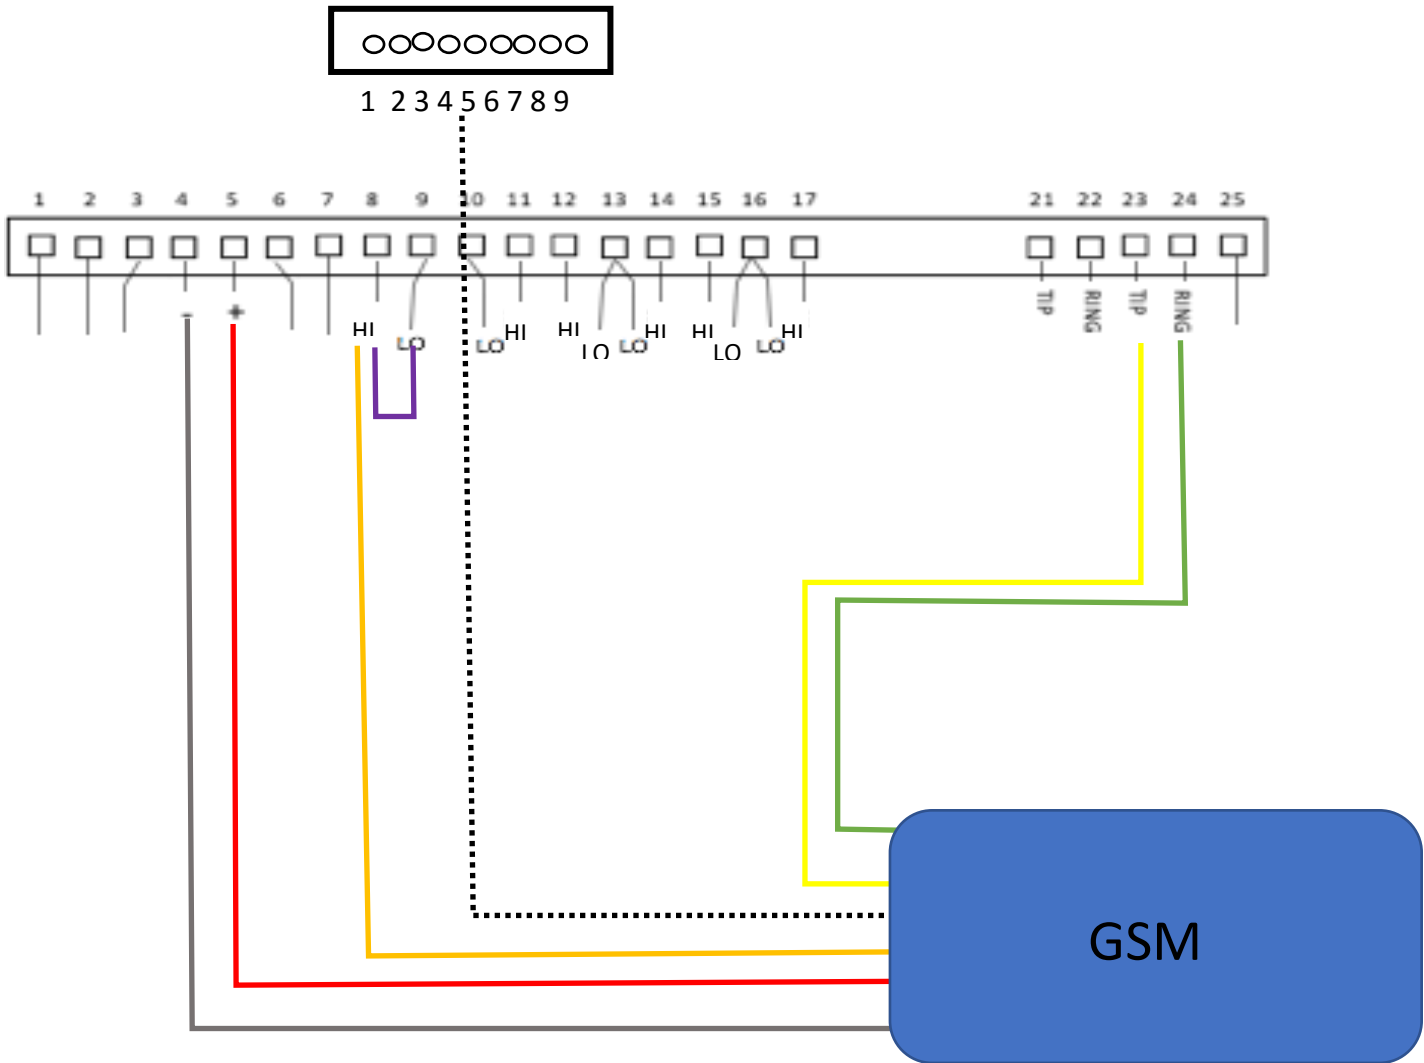 1 2 3 4 5 6 7 8 9
1 2 3 4 5 6 7 8 9 10 11 12 13 14 15 16 17 21 22 23 24 25
- + HI LO LO HI HI LO LO HI HI LO LO HI TIP RING TIP RING
GSM